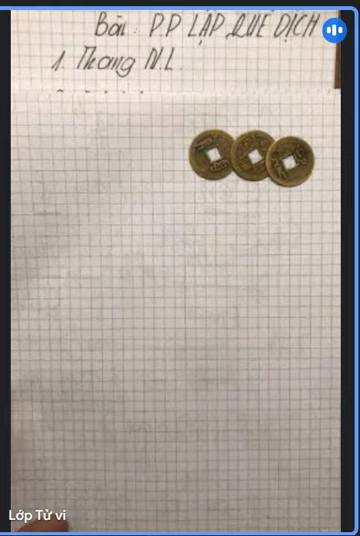 Bài: P.P LẬP QUẺ DỊCH
1. Thang N.L
Lớp Tử vi